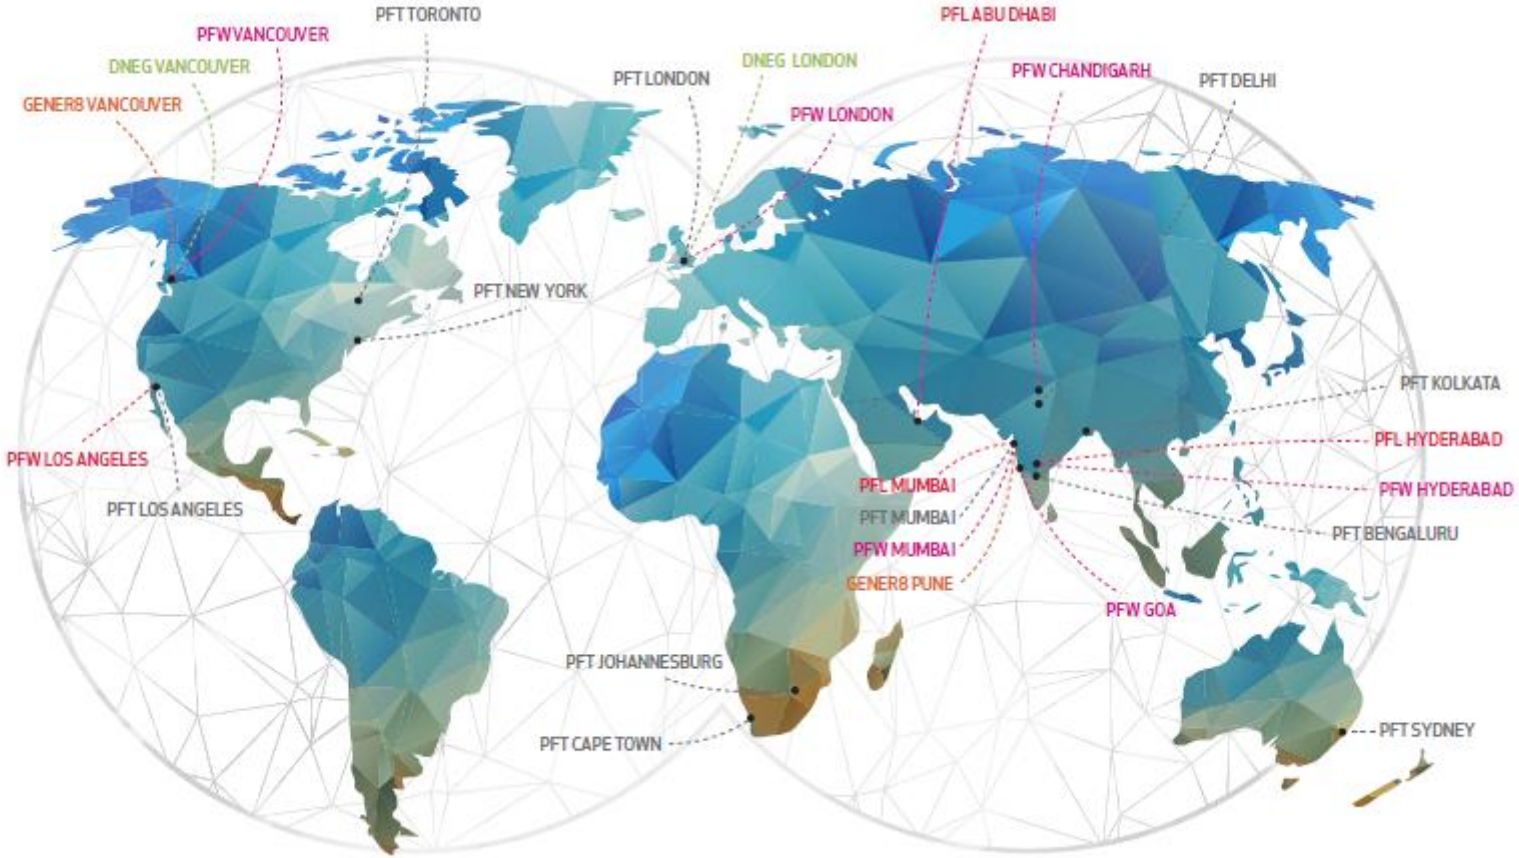 PFT TORONTO
PFL ABU DHABI
PFW VANCOUVER
DNEG VANCOUVER
DNEG LONDON
PFW CHANDIGARH
PFT LONDON
PFT DELHI
GENER8 VANCOUVER
PFW LONDON
PFT NEW YORK
PFT KOLKATA
PFL HYDERABAD
PFW LOS ANGELES
PFL MUMBAI
PFW HYDERABAD
PFT LOS ANGELES
PFT MUMBAI
PFT BENGALURU
PFW MUMBAI
GENER8 PUNE
PFW GOA
PFT JOHANNESBURG
PFT CAPE TOWN
PFT SYDNEY